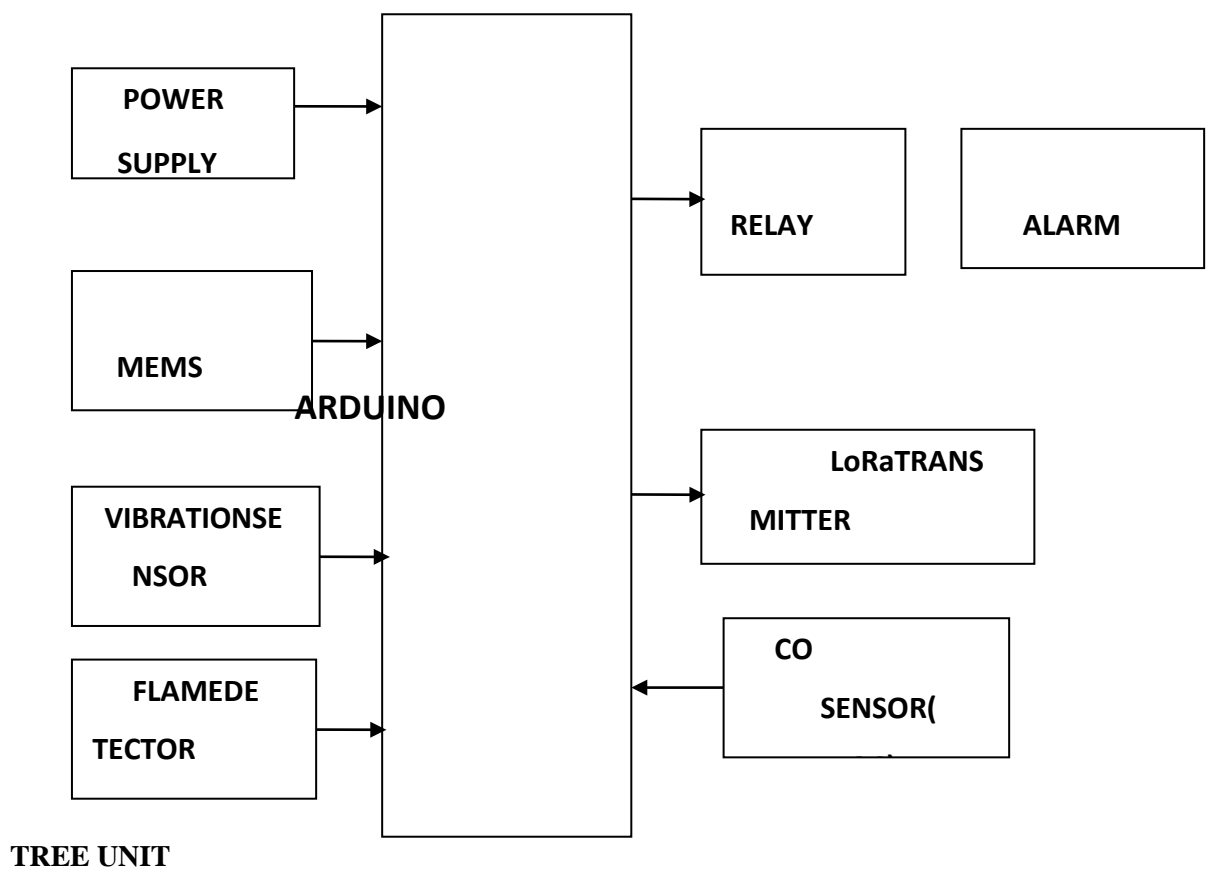 POWER
SUPPLY
MEMS
ARDUINO
VIBRATIONSE
NSOR
FLAMEDE
TECTOR
RELAY
ALARM
LoRaTRANS
MITTER
CO
SENSOR(
TREE UNIT